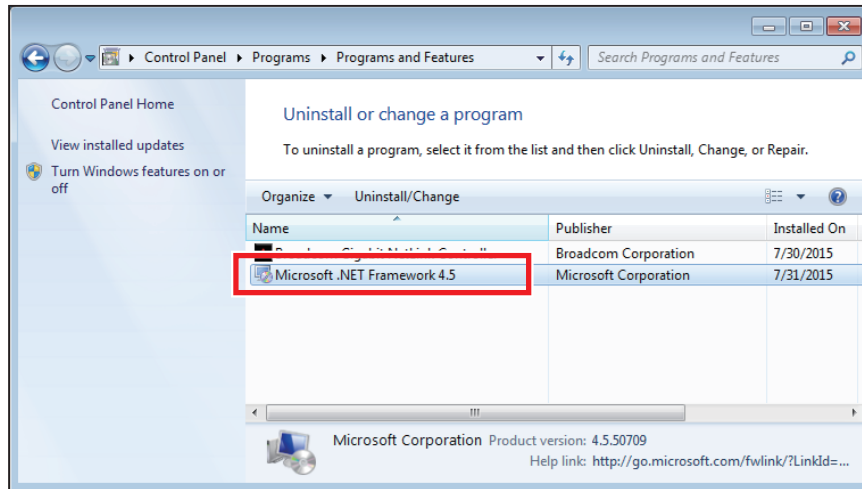 Control Panel Programs Programs and Features Search Programs and Features
Control Panel Home
View installed updates
Turn Windows features on or
off
Uninstall or change a program
To uninstall a program, select it from the list and then click Uninstall, Change, or Repair.
Organize Uninstall/Change
Name Publisher Installed On
Broadcom Corporation 7/30/2015
Microsoft .NET Framework 4.5 Microsoft Corporation 7/31/2015
Microsoft Corporation Product version: 4.5.50709
Help link: http://go.microsoft.com/fwlink/?LinkId=...